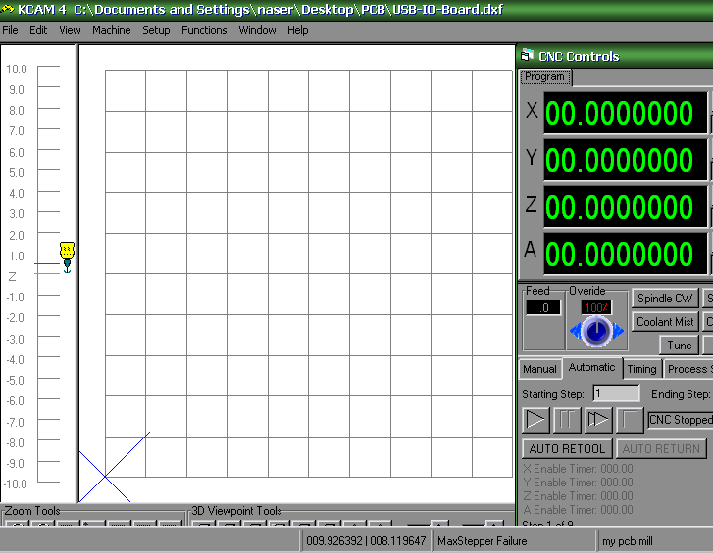 KCAM 4 C:\Documents and Settings\naser\Desktop\PCB\USB-IO-Board.dxf
File Edit View Machine Setup Functions Window Help
10.0
9.0
8.0
7.0
6.0
5.0
4.0
3.0
2.0
1.0
Z
-1.0
-2.0
-3.0
-4.0
-5.0
-6.0
-7.0
-8.0
-9.0
-10.0
CNC Controls
Program
X 00.0000000
Y 00.0000000
Z 00.0000000
A 00.0000000
Feed Overide
.0 100%
Spindle CW
Coolant Mist
Tune
Manual Automatic Timing Process S
Starting Step: 1 Ending Step:
CNC Stopped
AUTO RETOOL AUTO RETURN
X Enable Timer: 000.00
Y Enable Timer: 000.00
Z Enable Timer: 000.00
A Enable Timer: 000.00
Step 1 of 9
Zoom Tools 3D Viewpoint Tools
009.926392 | 008.119647 MaxStepper Failure my pcb mill